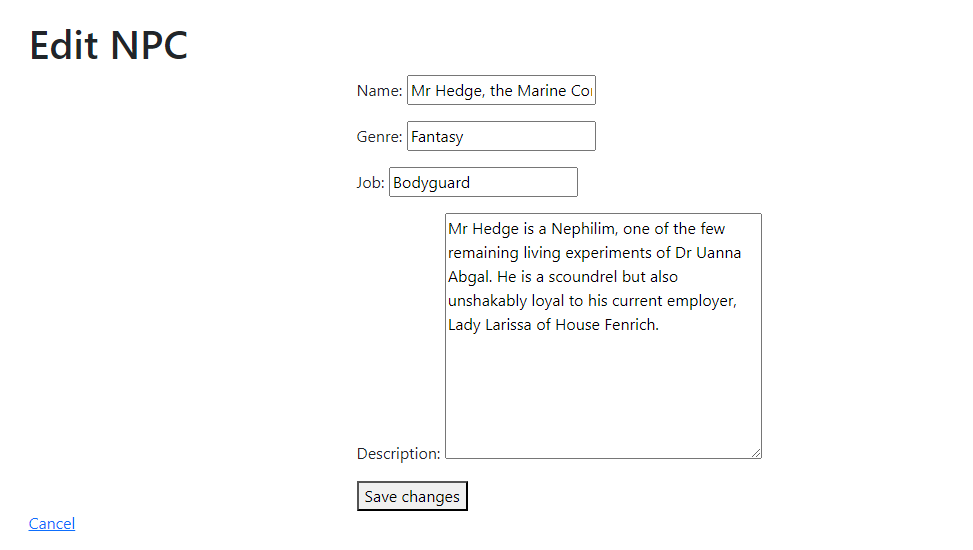 Edit NPC
Name: Mr Hedge, the Marine Co
Genre: Fantasy
Job: Bodyguard
Mr Hedge is a Nephilim, one of the few
remaining living experiments of Dr Uanna
Abgal. He is a scoundrel but also
unshakably loyal to his current employer,
Lady Larissa of House Fenrich.
Description:
Save changes
Cancel